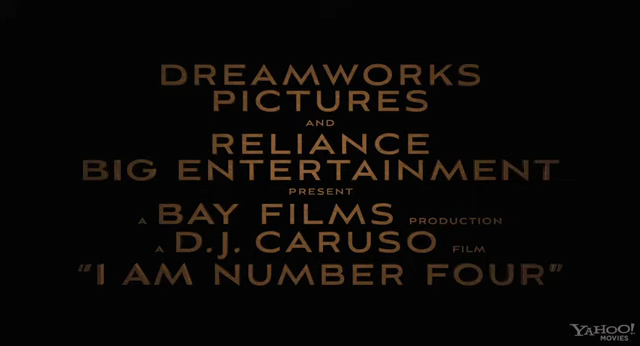 DREAMWORKS
PICTURES
AND
RELIANCE
BIG ENTERTAINMENT
PRESENT
A BAY FILMS PRODUCTION
A D.J. CARUSO FILM
"I AM NUMBER FOUR"
YAHOO!
MOVIES